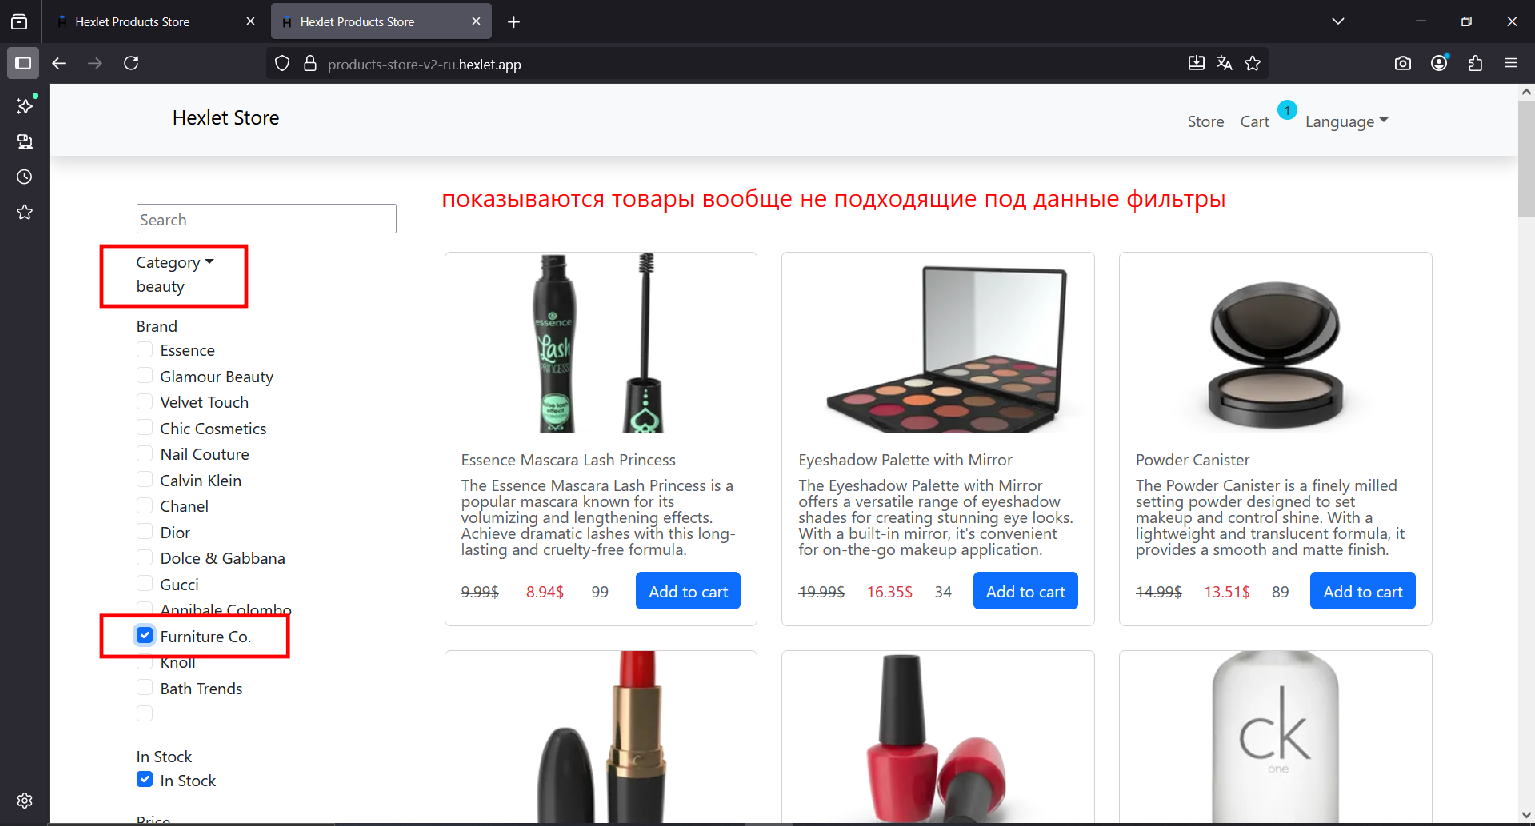 Hexlet Products Store
Hexlet Products Store
products-store-v2-ru.hexlet.app
Hexlet Store
Store
Cart
1
Language
показываются товары вообще не подходящие под данные фильтры
Search
Category
beauty
Brand
Essence
Glamour Beauty
Velvet Touch
Chic Cosmetics
Nail Couture
Calvin Klein
Chanel
Dior
Dolce & Gabbana
Gucci
Annibale Colombo
Furniture Co.
Knoll
Bath Trends
In Stock
In Stock
Price
essence
Lash
PRINCESS
Essence Mascara Lash Princess
The Essence Mascara Lash Princess is a
popular mascara known for its
volumizing and lengthening effects.
Achieve dramatic lashes with this long-
lasting and cruelty-free formula.
9.99$ 8.94$ 99 Add to cart
Eyeshadow Palette with Mirror
The Eyeshadow Palette with Mirror
offers a versatile range of eyeshadow
shades for creating stunning eye looks.
With a built-in mirror, it's convenient
for on-the-go makeup application.
19.99$ 16.35$ 34 Add to cart
Powder Canister
The Powder Canister is a finely milled
setting powder designed to set
makeup and control shine. With a
lightweight and translucent formula, it
provides a smooth and matte finish.
14.99$ 13.51$ 89 Add to cart
ck
one